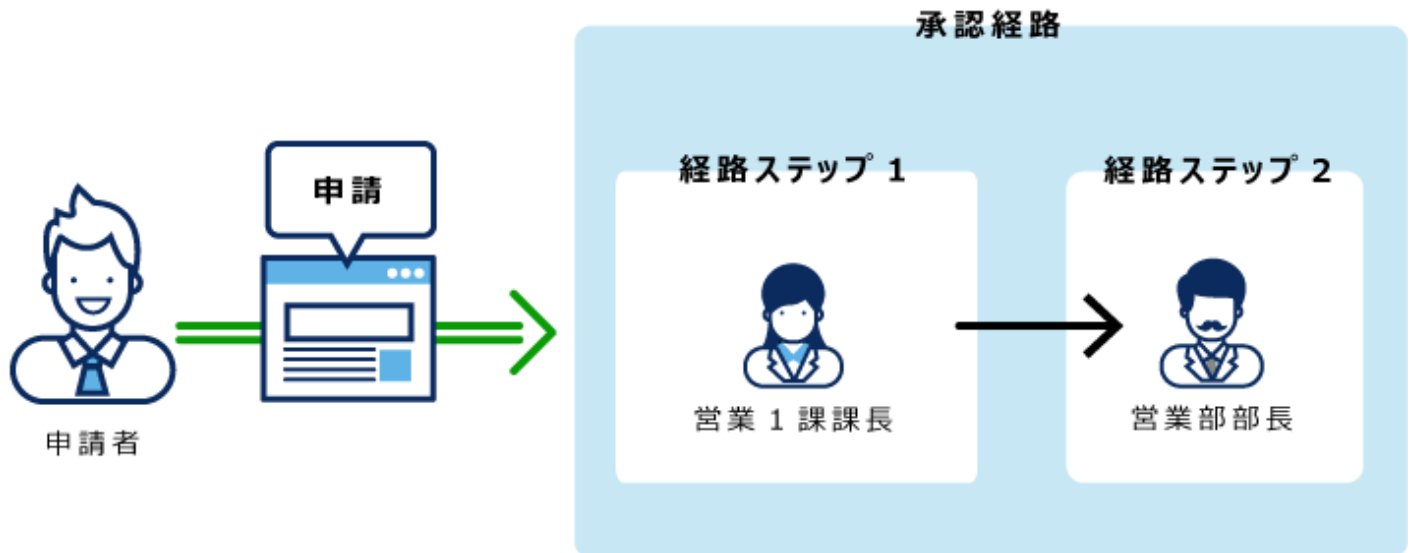 承認経路
経路ステップ 1
経路ステップ 2
申請
申請者
営業 1 課課長
営業部部長